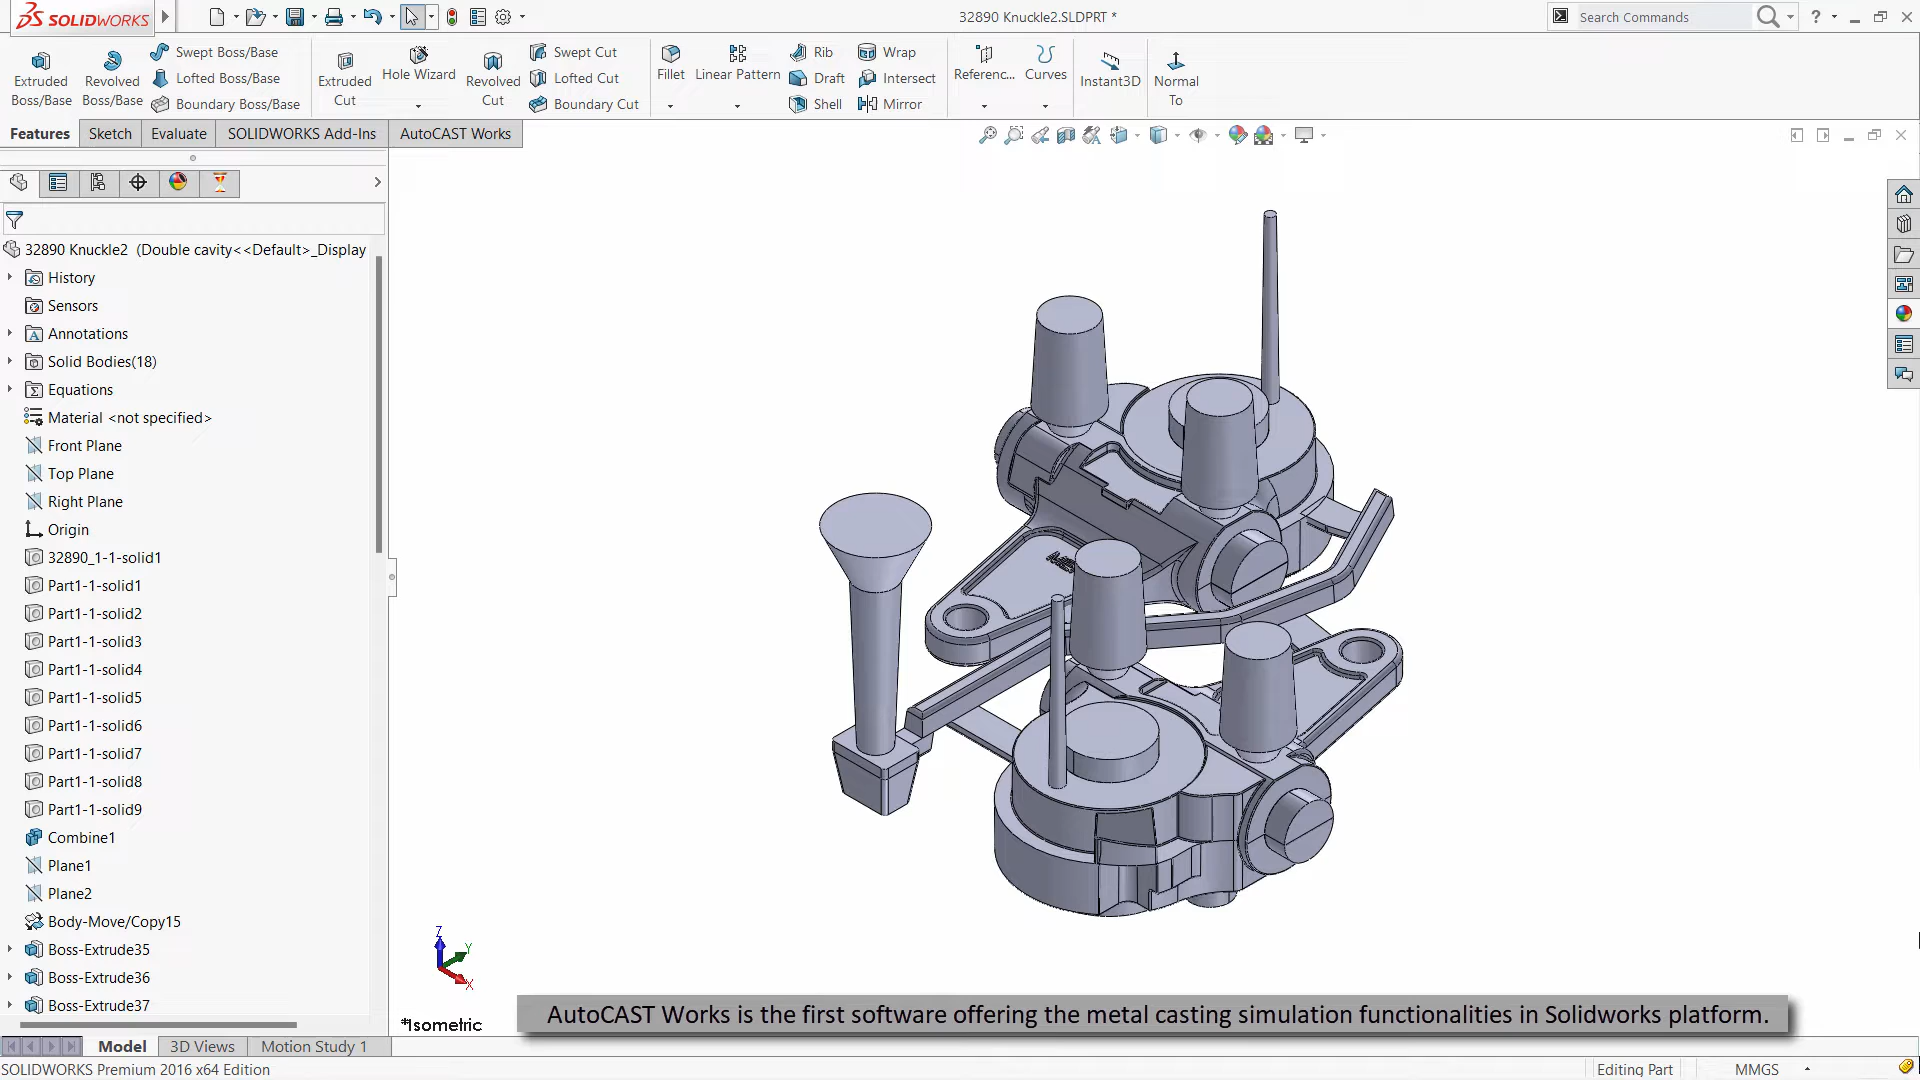 SOLIDWORKS
32890 Knuckle2.SLDPRT *
Search Commands
?
Extruded
Boss/Base
Revolved
Boss/Base
Swept Boss/Base
Lofted Boss/Base
Boundary Boss/Base
Extruded
Cut
Hole Wizard
Revolved
Cut
Swept Cut
Lofted Cut
Boundary Cut
Fillet
Linear Pattern
Rib
Draft
Shell
Wrap
Intersect
Mirror
Referenc...
Curves
Instant3D
Normal
To
Features
Sketch
Evaluate
SOLIDWORKS Add-Ins
AutoCAST Works
32890 Knuckle2 (Double cavity<<Default>_Display
History
Sensors
Annotations
Solid Bodies(18)
Equations
Material <not specified>
Front Plane
Top Plane
Right Plane
Origin
32890_1-1-solid1
Part1-1-solid1
Part1-1-solid2
Part1-1-solid3
Part1-1-solid4
Part1-1-solid5
Part1-1-solid6
Part1-1-solid7
Part1-1-solid8
Part1-1-solid9
Combine1
Plane1
Plane2
Body-Move/Copy15
Boss-Extrude35
Boss-Extrude36
Boss-Extrude37
Z
Y
X
*Isometric
AutoCAST Works is the first software offering the metal casting simulation functionalities in Solidworks platform.
Model
3D Views
Motion Study 1
SOLIDWORKS Premium 2016 x64 Edition
Editing Part
MMGS